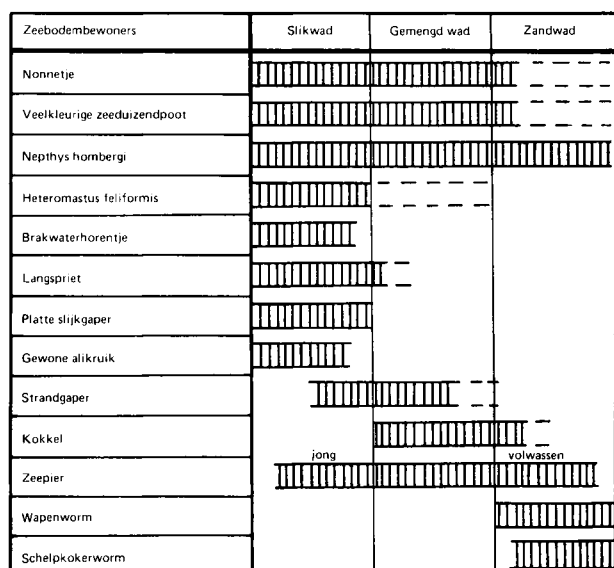 Zeebodembewoners Slikwad Gemengd wad Zandwad
Nonnetje
Veelkleurige zeeduizendpoot
Nepthys hombergi
Heteromastus feliformis
Brakwaterhorentje
Langspriet
Platte slijkgaper
Gewone alikruik
Strandgaper
Kokkel
jong volwassen
Zeepier
Wapenworm
Schelpkokerworm